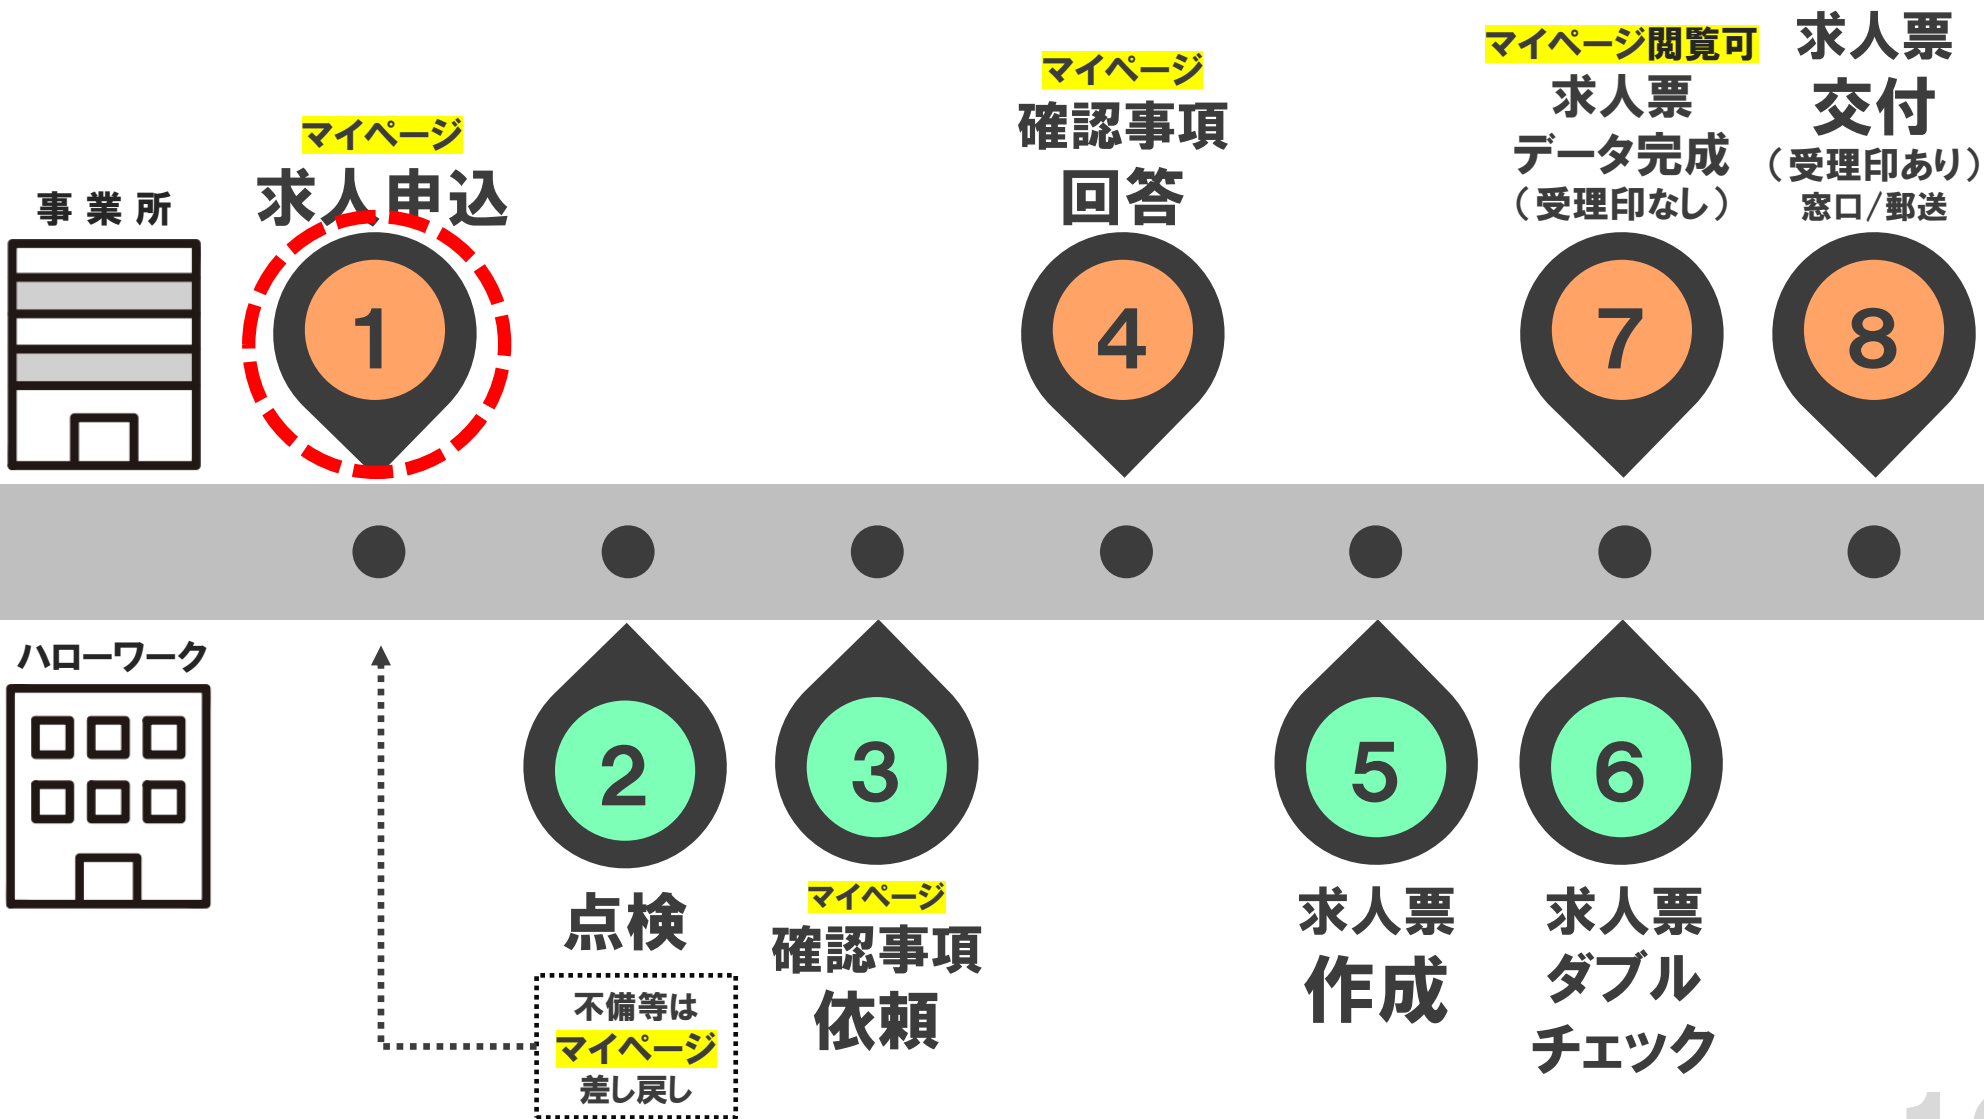 事業所
マイページ
求人申込
1
マイページ
確認事項
回答
4
マイページ閲覧可
求人票
データ完成
（受理印なし）
7
求人票
交付
（受理印あり）
窓口/郵送
8
ハローワーク
2
点検
不備等は
マイページ
差し戻し
3
マイページ
確認事項
依頼
5
求人票
作成
6
求人票
ダブル
チェック